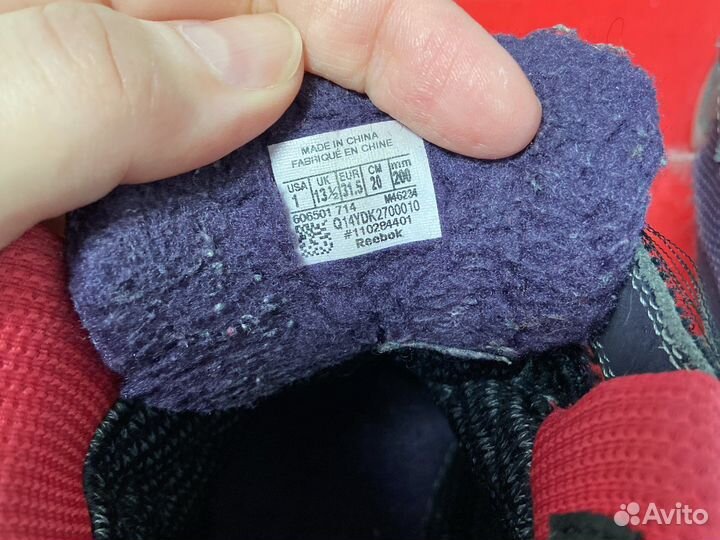 MADE IN CHINA
FABRIQUÉ EN CHINE
USA UK EUR CM mm
1 13½ 31.5 20 200
606501 714 M46234
Q14YDK2700010
#110284401
Reebok
Avito